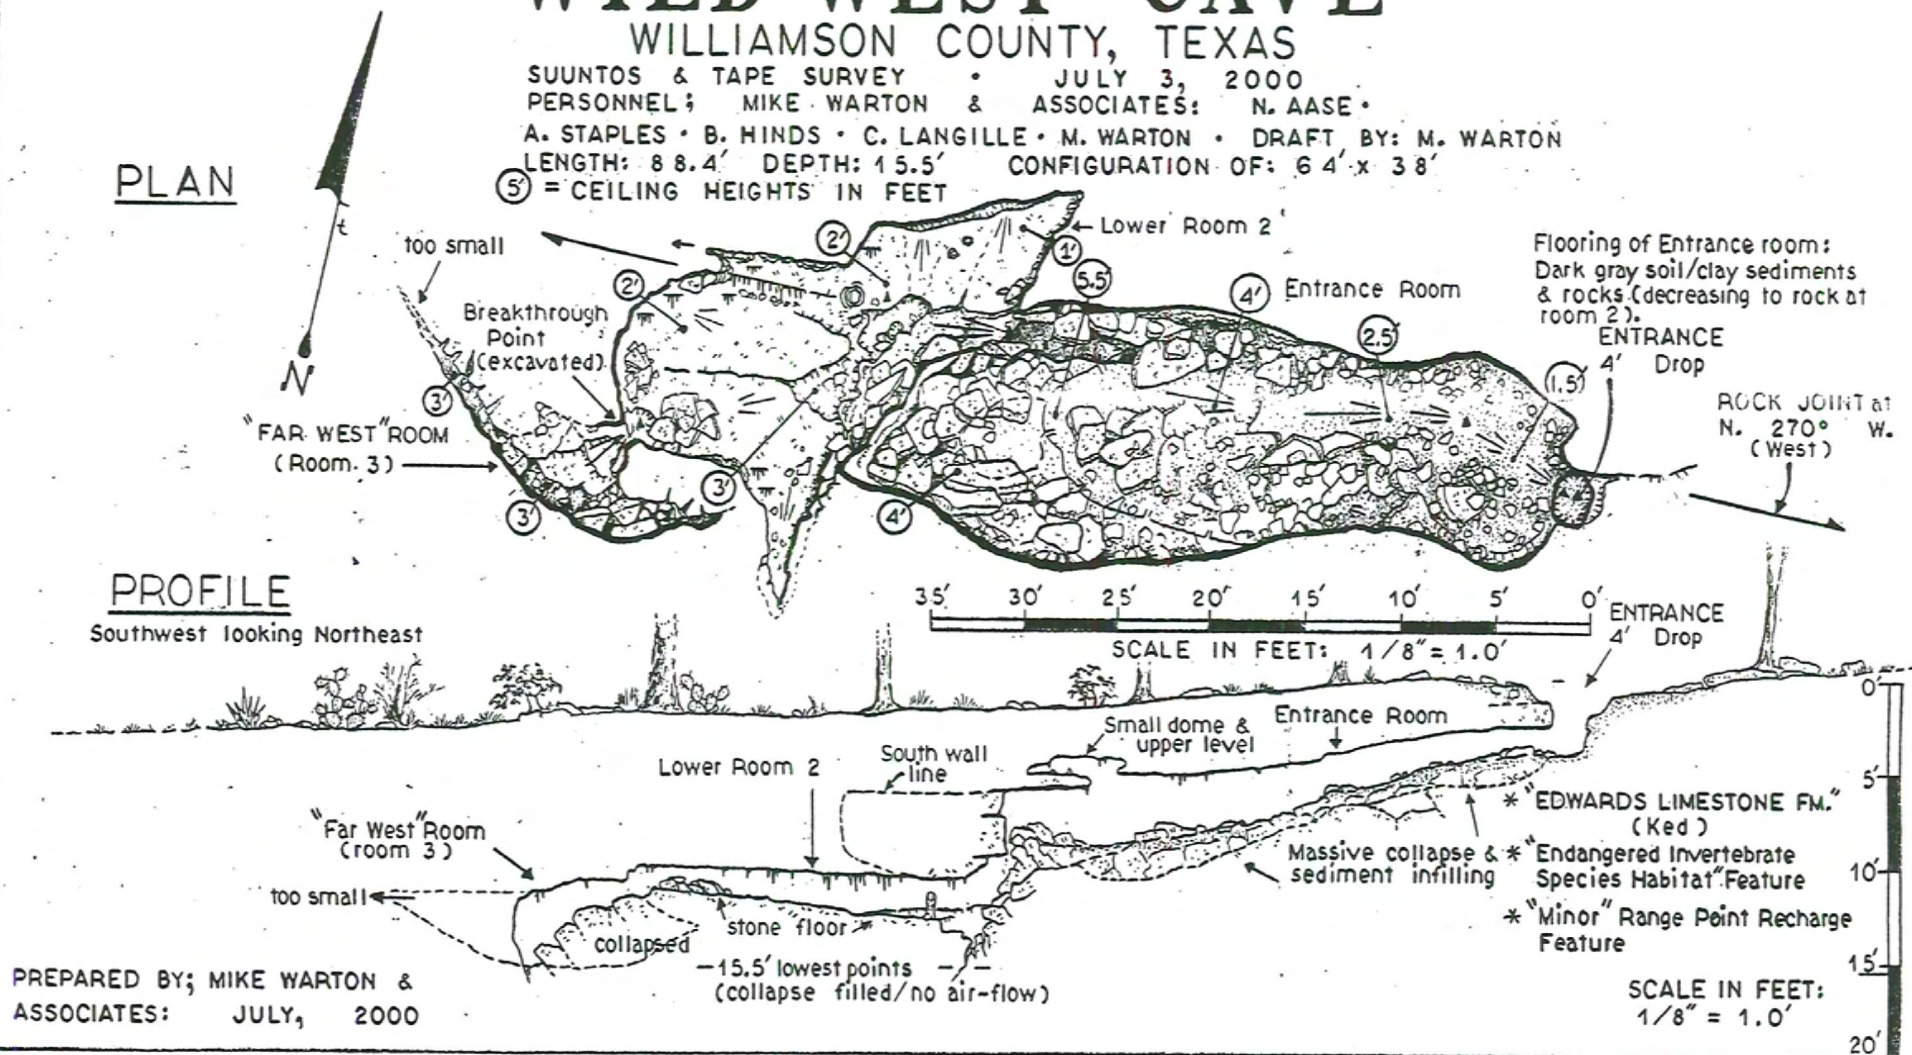 WILD WEST CAVE
WILLIAMSON COUNTY, TEXAS
SUUNTOS & TAPE SURVEY • JULY 3, 2000
PERSONNEL; MIKE WARTON & ASSOCIATES: N. AASE •
A. STAPLES • B. HINDS • C. LANGILLE • M. WARTON • DRAFT BY: M. WARTON
LENGTH: 88.4' DEPTH: 15.5' CONFIGURATION OF: 64' x 38'
5' = CEILING HEIGHTS IN FEET
PLAN
t
N
too small
Breakthrough
Point
(excavated)
"FAR WEST" ROOM
(Room 3)
3'
3'
2'
2'
3'
4'
1'
Lower Room 2
5.5'
4'
Entrance Room
2.5'
(1.5')
Flooring of Entrance room:
Dark gray soil/clay sediments
& rocks (decreasing to rock at
room 2).
ENTRANCE
4' Drop
ROCK JOINT at
N. 270° W.
(West)
35' 30' 25' 20' 15' 10' 5' 0'
SCALE IN FEET: 1/8" = 1.0'
PROFILE
Southwest looking Northeast
ENTRANCE
4' Drop
Small dome &
upper level
Entrance Room
South wall
line
Lower Room 2
"Far West" Room
(room 3)
too small
collapsed
stone floor
-15.5' lowest points
(collapse filled/no air-flow)
Massive collapse &
sediment infilling
* "EDWARDS LIMESTONE FM."
(Ked)
* "Endangered Invertebrate
Species Habitat" Feature
* "Minor" Range Point Recharge
Feature
0'
5'
10'
15'
20'
SCALE IN FEET:
1/8" = 1.0'
PREPARED BY; MIKE WARTON &
ASSOCIATES: JULY, 2000